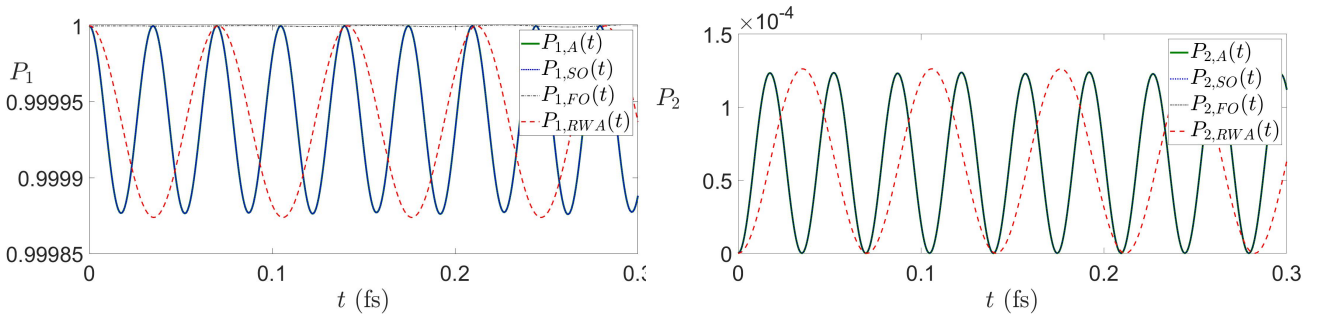 1
0.99995
0.9999
0.99985
P₁
0
0.1
0.2
t (fs)
P₁,A(t)
P₁,SO(t)
P₁,FO(t)
P₁,RWA(t)
×10⁻⁴
1.5
1
0.5
0
P₂
0
0.1
0.2
0.3
t (fs)
P₂,A(t)
P₂,SO(t)
P₂,FO(t)
P₂,RWA(t)